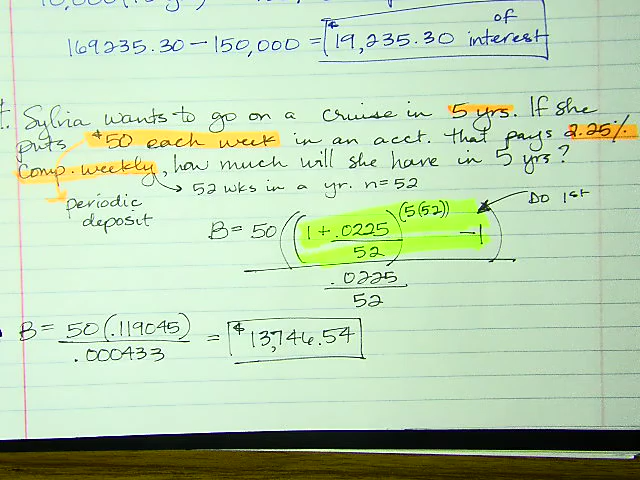 169235.30 - 150,000 = $19,235.30 of interest
Sylvia wants to go on a cruise in 5 yrs. If she
puts $50 each week in an acct. that pays 2.25%
comp. weekly, how much will she have in 5 yrs?
52 wks in a yr. n=52
periodic
deposit
DO 1st
B = 50((1 + .0225/52)^(5(52)) - 1)
.0225
52
B = 50(.119045)/.000433 = $13,746.54